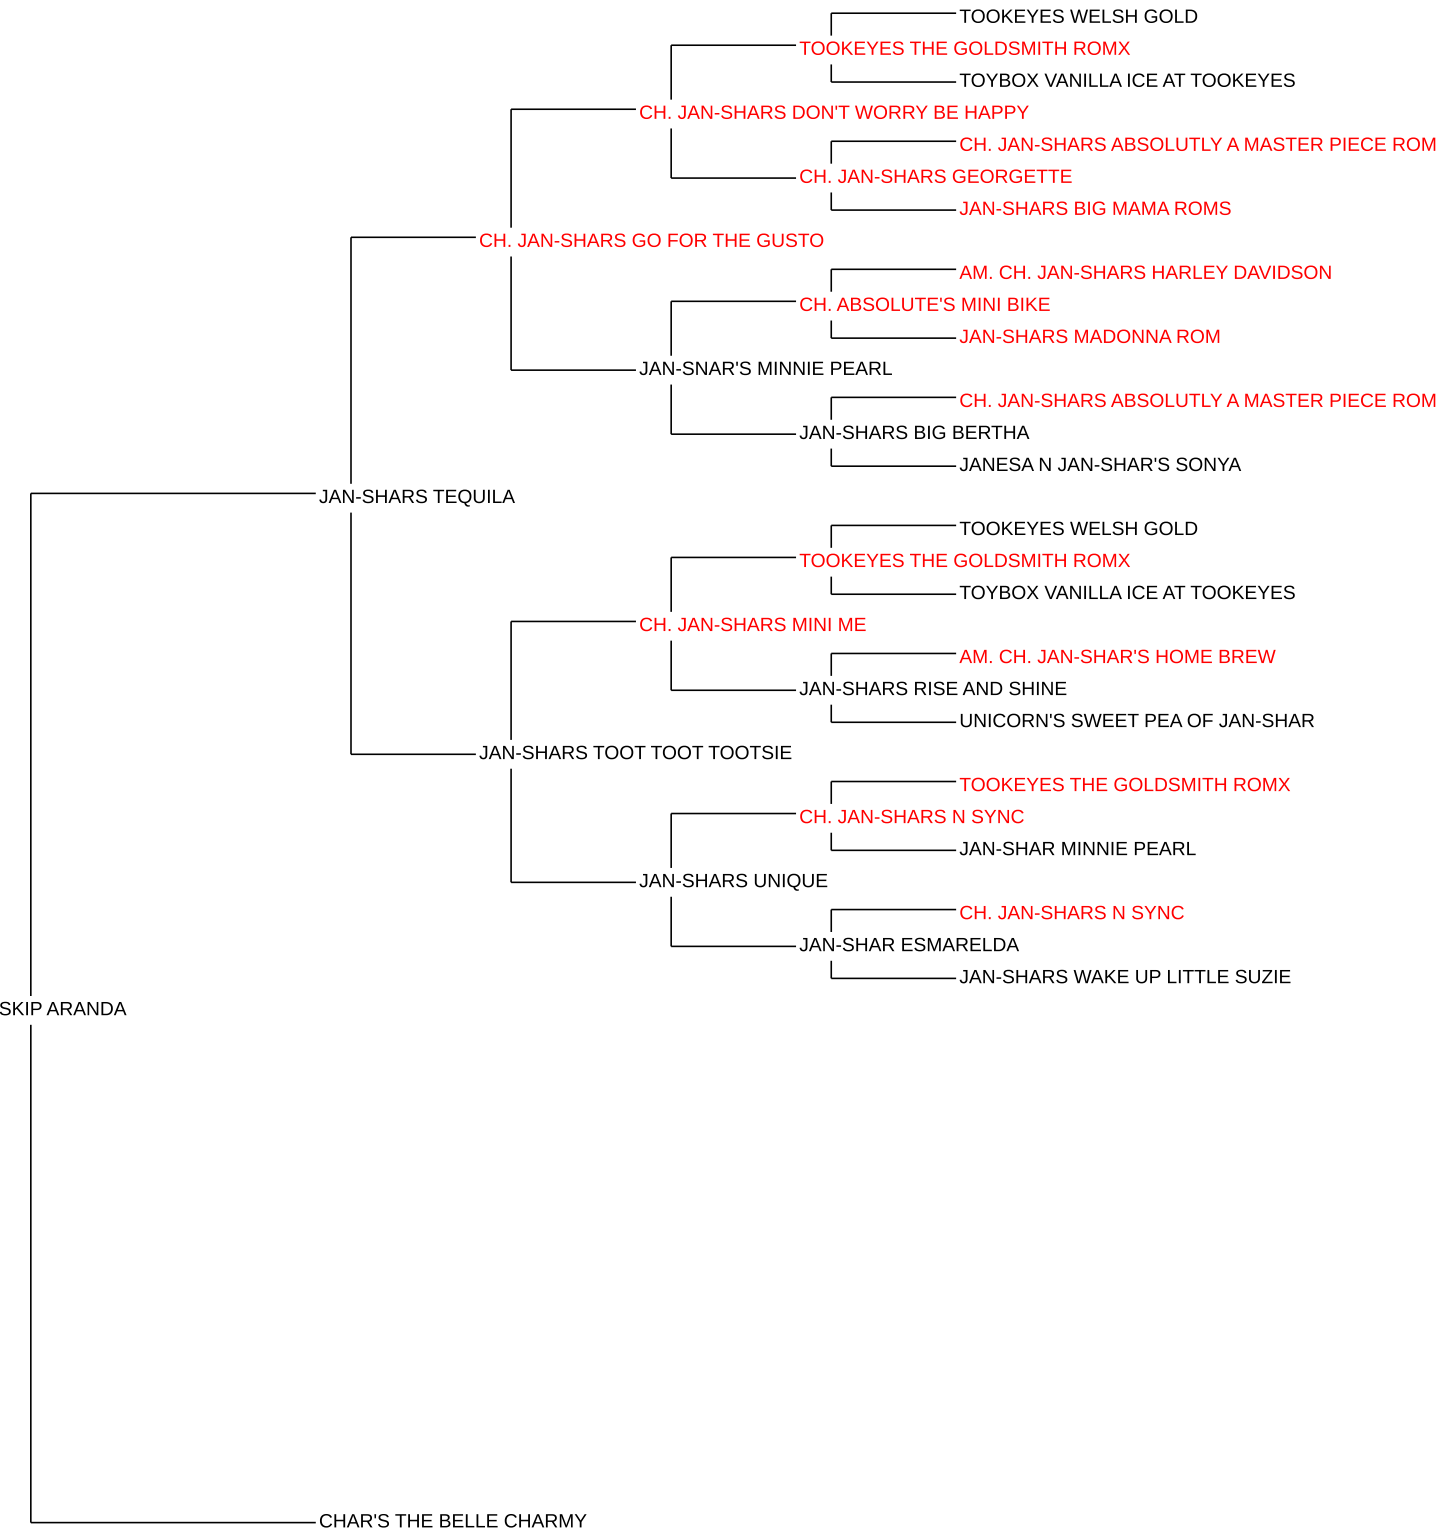 TOOKEYES WELSH GOLD
TOOKEYES THE GOLDSMITH ROMX
TOYBOX VANILLA ICE AT TOOKEYES
CH. JAN-SHARS DON'T WORRY BE HAPPY
CH. JAN-SHARS ABSOLUTLY A MASTER PIECE ROM
CH. JAN-SHARS GEORGETTE
JAN-SHARS BIG MAMA ROMS
CH. JAN-SHARS GO FOR THE GUSTO
AM. CH. JAN-SHARS HARLEY DAVIDSON
CH. ABSOLUTE'S MINI BIKE
JAN-SHARS MADONNA ROM
JAN-SNAR'S MINNIE PEARL
CH. JAN-SHARS ABSOLUTLY A MASTER PIECE ROM
JAN-SHARS BIG BERTHA
JANESA N JAN-SHAR'S SONYA
JAN-SHARS TEQUILA
TOOKEYES WELSH GOLD
TOOKEYES THE GOLDSMITH ROMX
TOYBOX VANILLA ICE AT TOOKEYES
CH. JAN-SHARS MINI ME
AM. CH. JAN-SHAR'S HOME BREW
JAN-SHARS RISE AND SHINE
UNICORN'S SWEET PEA OF JAN-SHAR
JAN-SHARS TOOT TOOT TOOTSIE
TOOKEYES THE GOLDSMITH ROMX
CH. JAN-SHARS N SYNC
JAN-SHAR MINNIE PEARL
JAN-SHARS UNIQUE
CH. JAN-SHARS N SYNC
JAN-SHAR ESMARELDA
JAN-SHARS WAKE UP LITTLE SUZIE
SKIP ARANDA
CHAR'S THE BELLE CHARMY